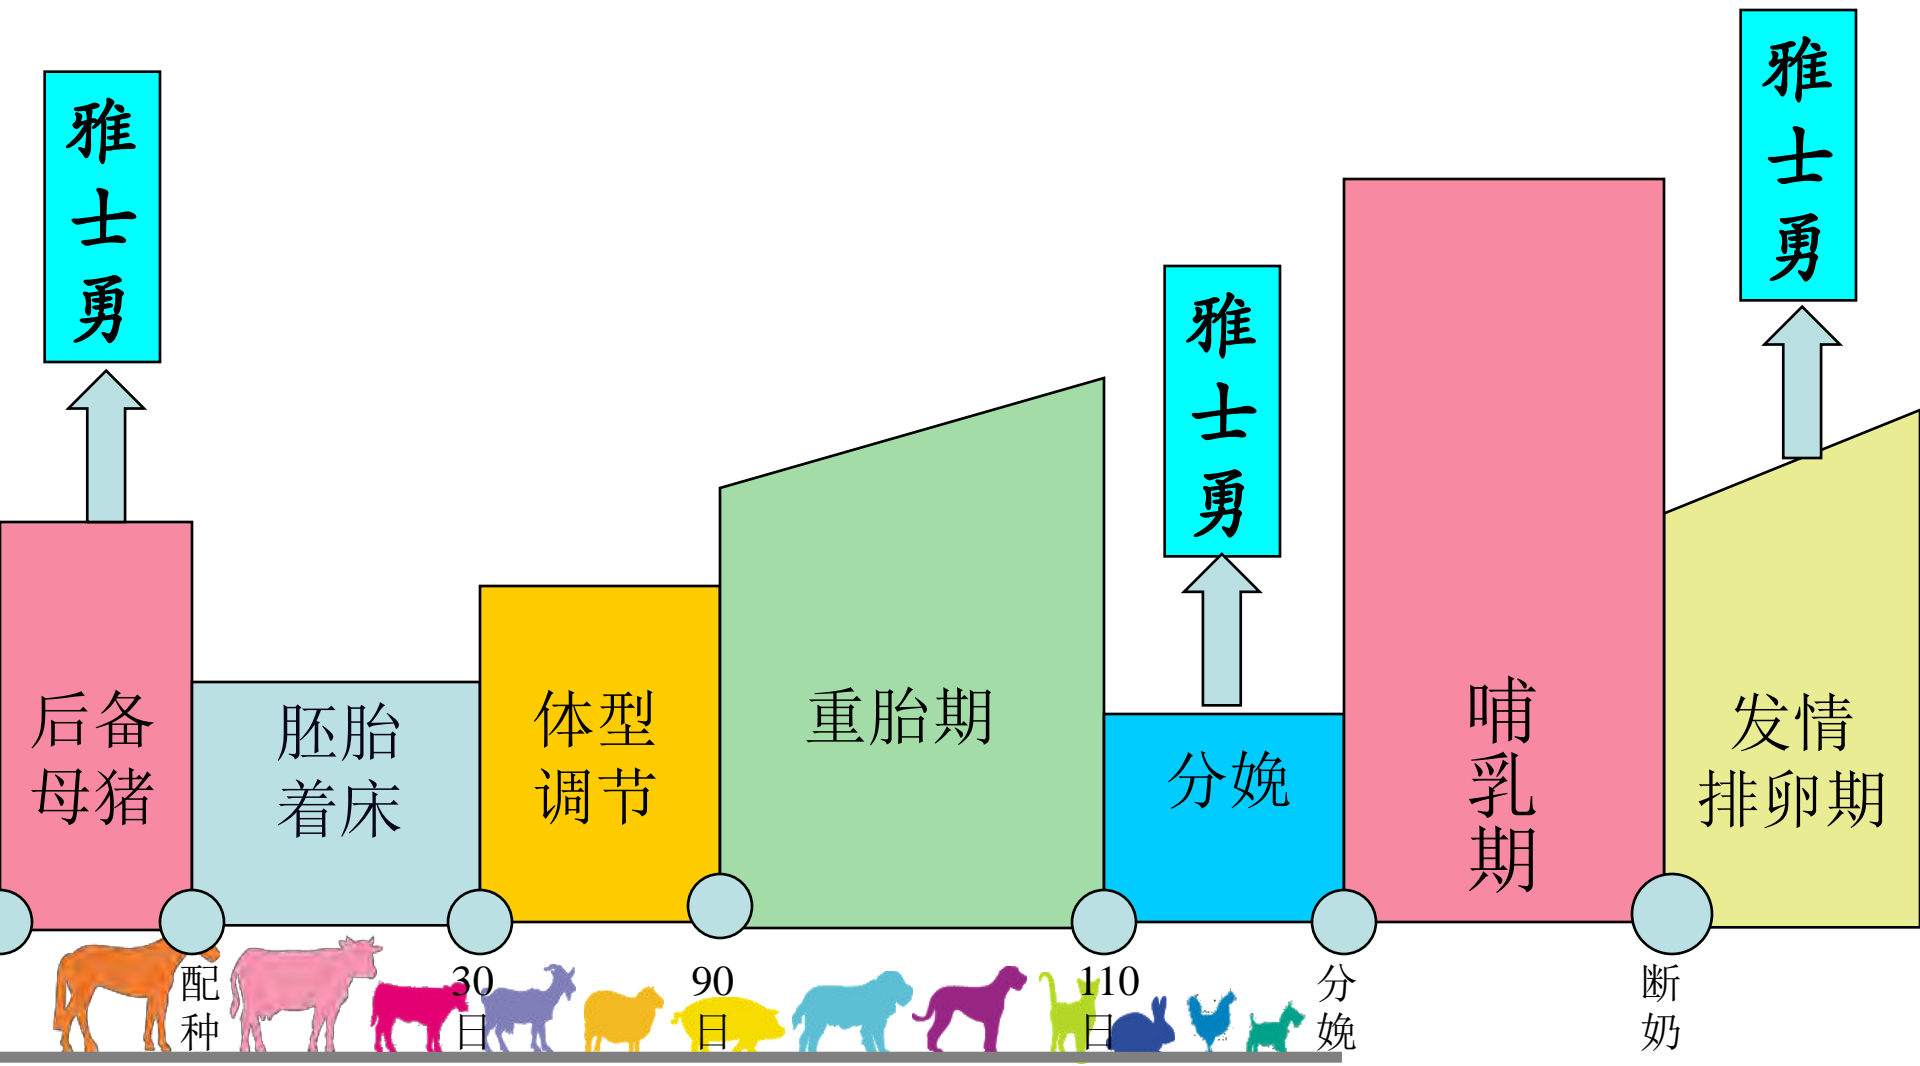 雅
士
勇
雅
士
勇
雅
士
勇
后备
母猪
胚胎
着床
体型
调节
重胎期
分娩
哺
乳
期
发情
排卵期
配
种
30
日
90
日
110
日
分
娩
断
奶